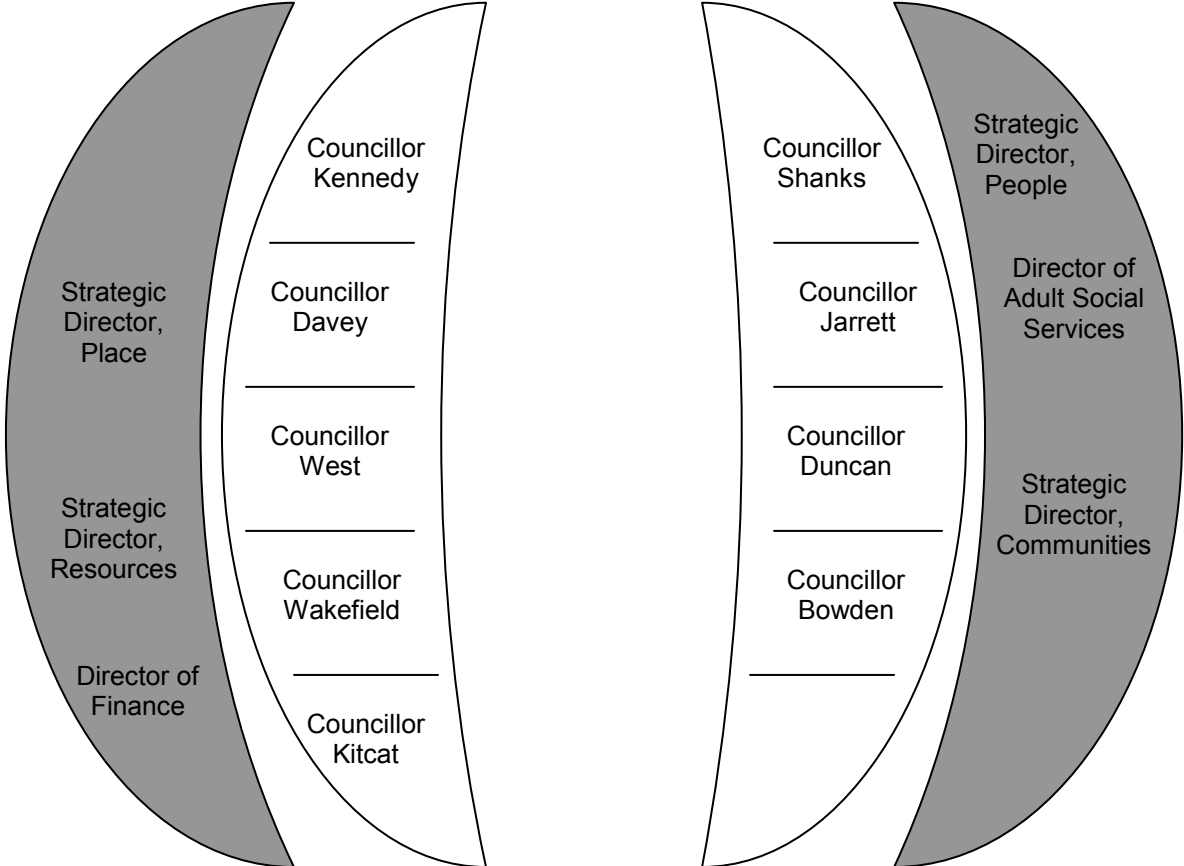 Strategic
Director,
Place
Strategic
Director,
Resources
Director of
Finance
Councillor
Kennedy
Councillor
Davey
Councillor
West
Councillor
Wakefield
Councillor
Kitcat
Councillor
Shanks
Councillor
Jarrett
Councillor
Duncan
Councillor
Bowden
Strategic
Director,
People
Director of
Adult Social
Services
Strategic
Director,
Communities